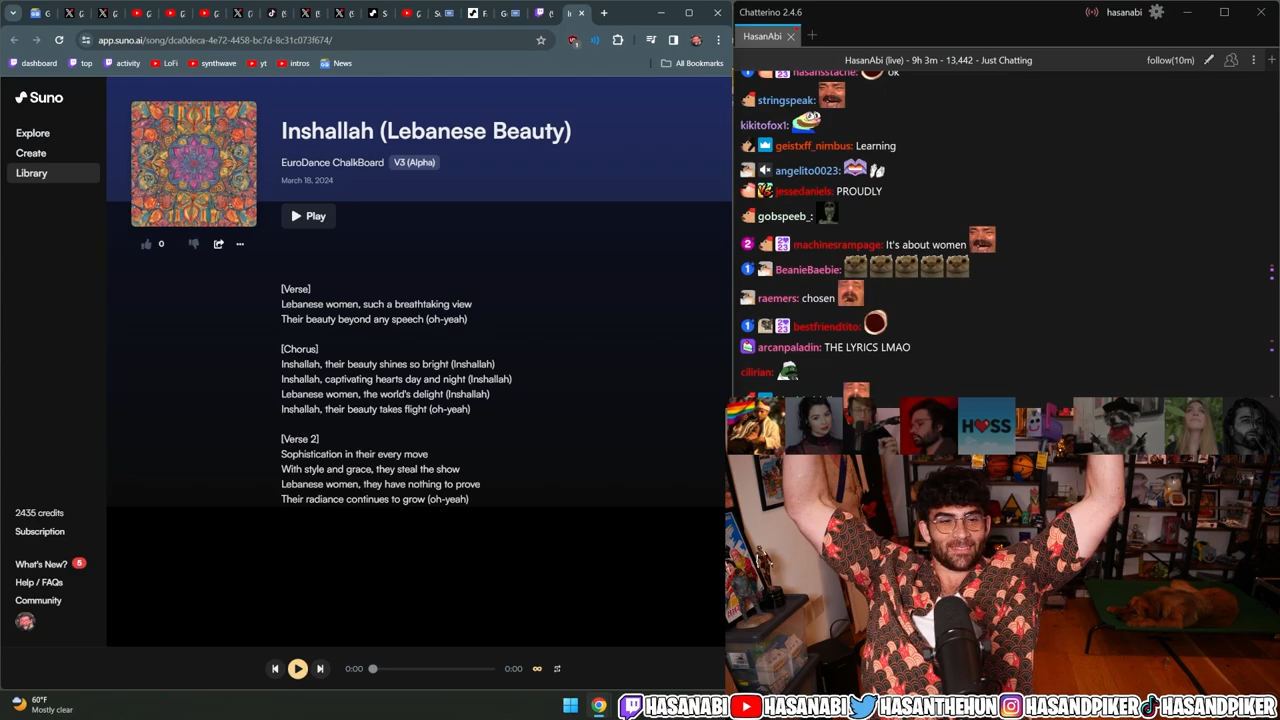 app.suno.ai/song/dca0deca-4e72-4458-bc7d-8c31c073f674/
dashboard
top
activity
LoFi
synthwave
yt
intros
News
All Bookmarks
Suno
Explore
Create
Library
Inshallah (Lebanese Beauty)
EuroDance ChalkBoard V3 (Alpha)
March 18, 2024
Play
0
[Verse]
Lebanese women, such a breathtaking view
Their beauty beyond any speech (oh-yeah)
[Chorus]
Inshallah, their beauty shines so bright (Inshallah)
Inshallah, captivating hearts day and night (Inshallah)
Lebanese women, the world's delight (Inshallah)
Inshallah, their beauty takes flight (oh-yeah)
[Verse 2]
Sophistication in their every move
With style and grace, they steal the show
Lebanese women, they have nothing to prove
Their radiance continues to grow (oh-yeah)
2435 credits
Subscription
What's New? 6
Help / FAQs
Community
0:00
0:00
60°F
Mostly clear
Chatterino 2.4.6
hasanabi
HasanAbi
HasanAbi (live) - 9h 3m - 13,442 - Just Chatting
follow(10m)
hasansstache: ok
stringspeak:
kikitofox1:
geistxff_nimbus: Learning
angelito0023:
jessedaniels: PROUDLY
gobspeeb_:
machinesrampage: It's about women
BeanieBaebie:
raemers: chosen
bestfriendtito:
arcanpaladin: THE LYRICS LMAO
cilirian:
HOSS
HASANABI
HASANABI
HASANTHEHUN
HASANDPIKER
HASANDPIKER